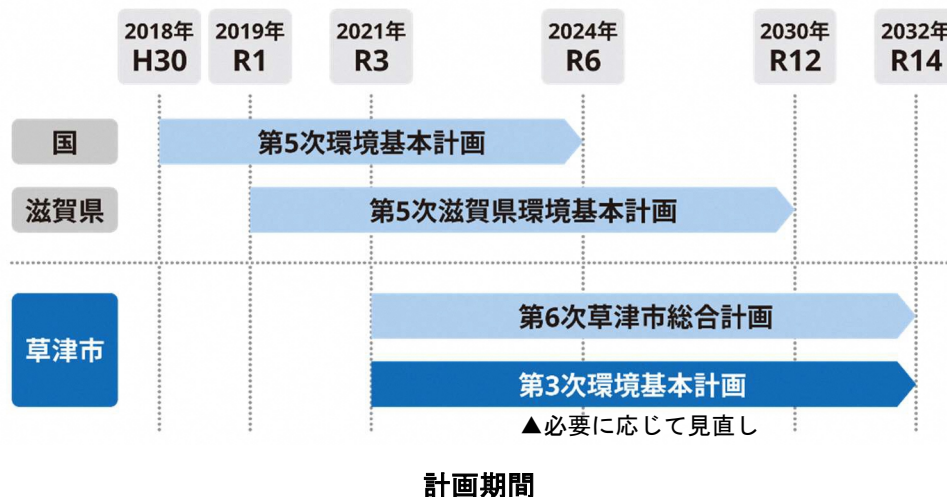 2018年 2019年 2021年 2024年 2030年 2032年
H30 R1 R3 R6 R12 R14
国
第5次環境基本計画
滋賀県
第5次滋賀県環境基本計画
草津市
第6次草津市総合計画
第3次環境基本計画
▲必要に応じて見直し
計画期間